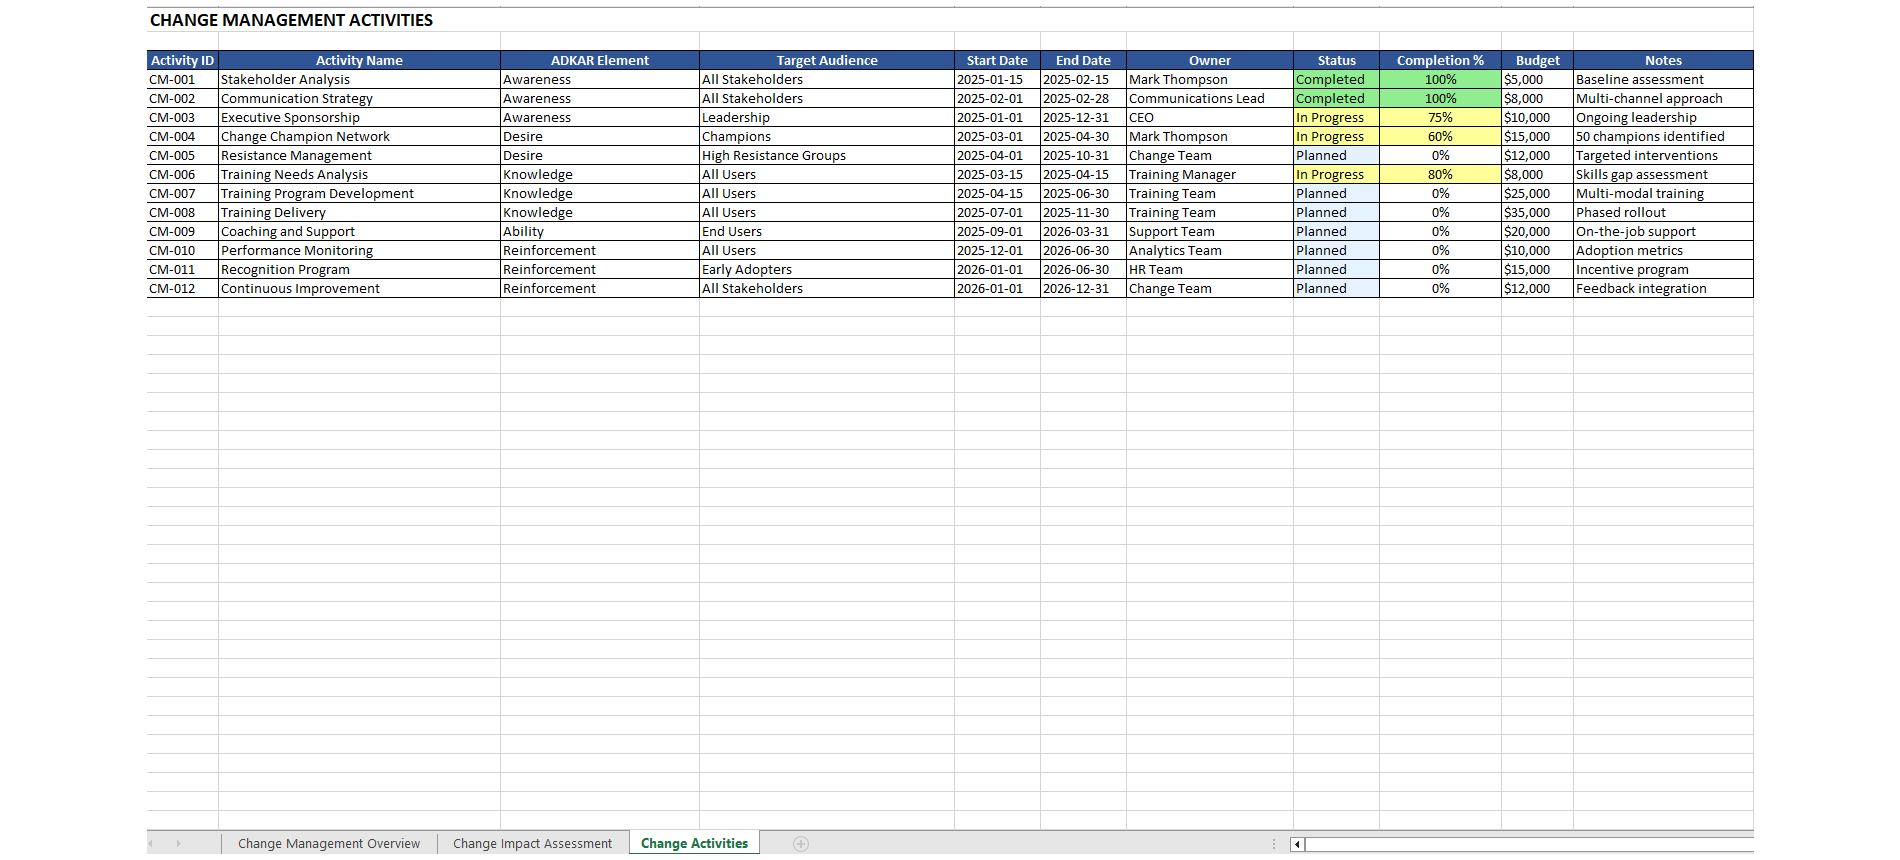 CHANGE MANAGEMENT ACTIVITIES
Activity ID Activity Name ADKAR Element Target Audience Start Date End Date Owner Status Completion % Budget Notes
CM-001 Stakeholder Analysis Awareness All Stakeholders 2025-01-15 2025-02-15 Mark Thompson Completed 100% $5,000 Baseline assessment
CM-002 Communication Strategy Awareness All Stakeholders 2025-02-01 2025-02-28 Communications Lead Completed 100% $8,000 Multi-channel approach
CM-003 Executive Sponsorship Awareness Leadership 2025-01-01 2025-12-31 CEO In Progress 75% $10,000 Ongoing leadership
CM-004 Change Champion Network Desire Champions 2025-03-01 2025-04-30 Mark Thompson In Progress 60% $15,000 50 champions identified
CM-005 Resistance Management Desire High Resistance Groups 2025-04-01 2025-10-31 Change Team Planned 0% $12,000 Targeted interventions
CM-006 Training Needs Analysis Knowledge All Users 2025-03-15 2025-04-15 Training Manager In Progress 80% $8,000 Skills gap assessment
CM-007 Training Program Development Knowledge All Users 2025-04-15 2025-06-30 Training Team Planned 0% $25,000 Multi-modal training
CM-008 Training Delivery Knowledge All Users 2025-07-01 2025-11-30 Training Team Planned 0% $35,000 Phased rollout
CM-009 Coaching and Support Ability End Users 2025-09-01 2026-03-31 Support Team Planned 0% $20,000 On-the-job support
CM-010 Performance Monitoring Reinforcement All Users 2025-12-01 2026-06-30 Analytics Team Planned 0% $10,000 Adoption metrics
CM-011 Recognition Program Reinforcement Early Adopters 2026-01-01 2026-06-30 HR Team Planned 0% $15,000 Incentive program
CM-012 Continuous Improvement Reinforcement All Stakeholders 2026-01-01 2026-12-31 Change Team Planned 0% $12,000 Feedback integration
Change Management Overview Change Impact Assessment Change Activities